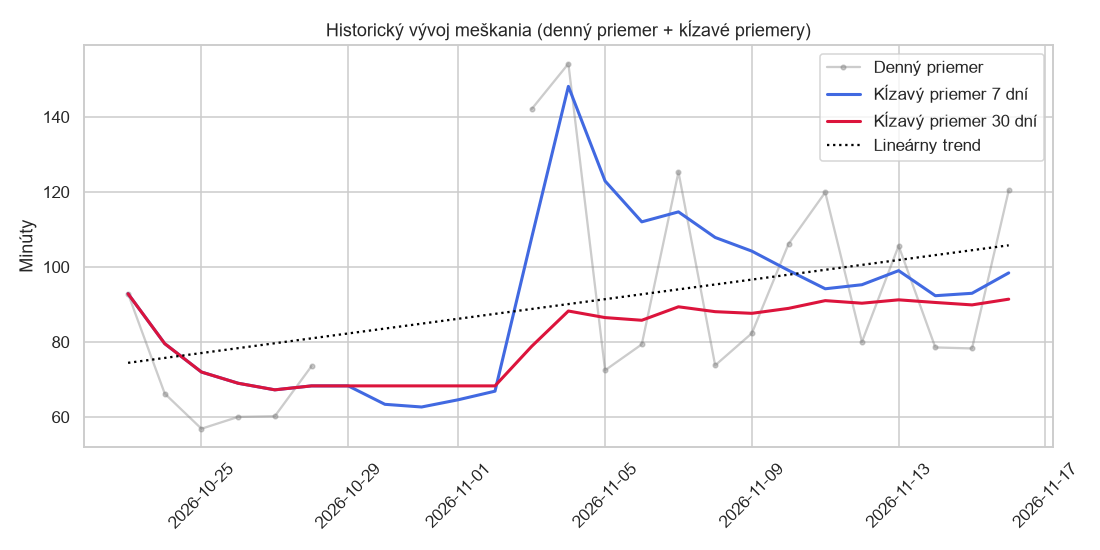 Historický vývoj meškania (denný priemer + kĺzavé priemery)
Minúty
140
120
100
80
60
Denný priemer
Kĺzavý priemer 7 dní
Kĺzavý priemer 30 dní
Lineárny trend
2026-10-25
2026-10-29
2026-11-01
2026-11-05
2026-11-09
2026-11-13
2026-11-17